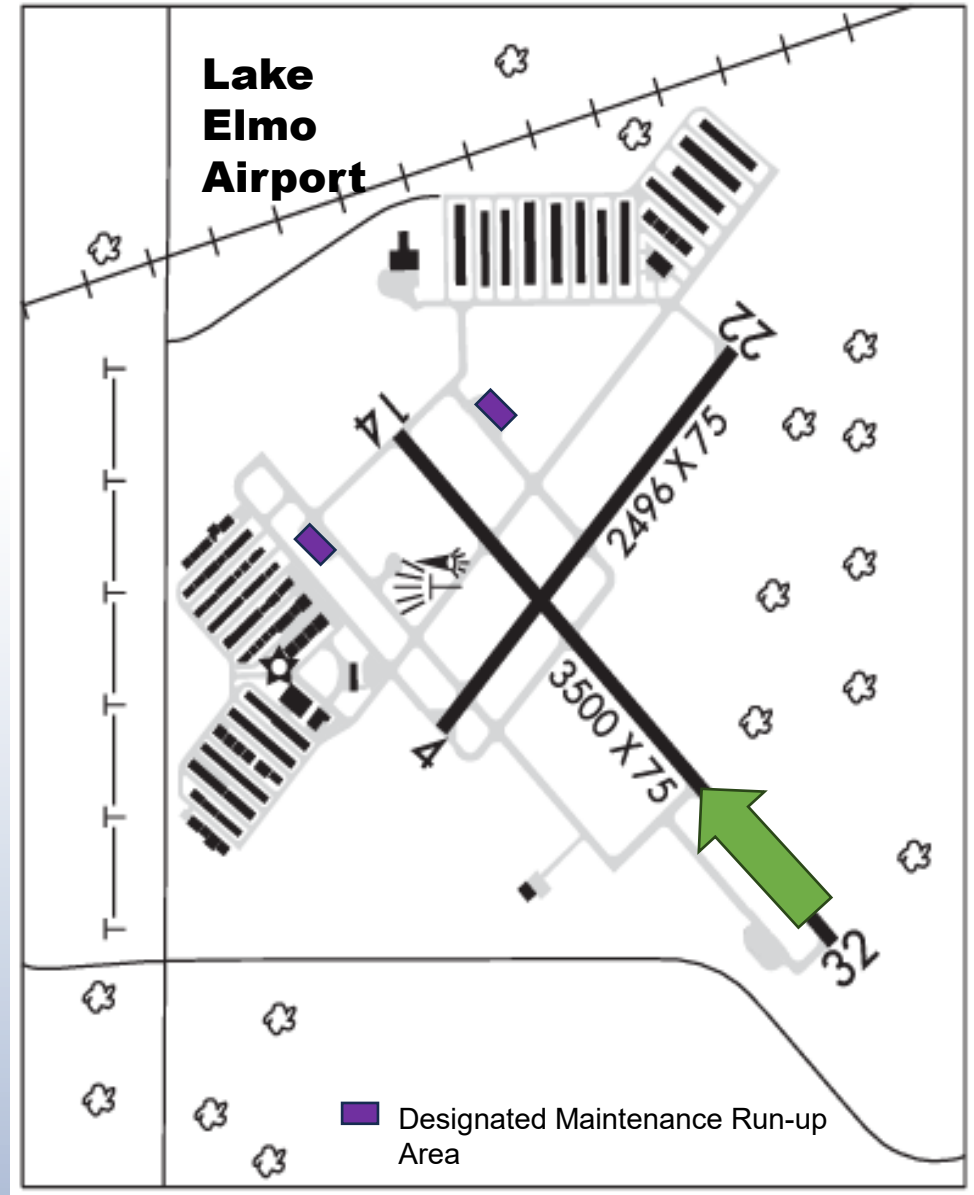 Lake
Elmo
Airport
22
14
2496 X 75
3500 X 75
4
32
Designated Maintenance Run-up
Area